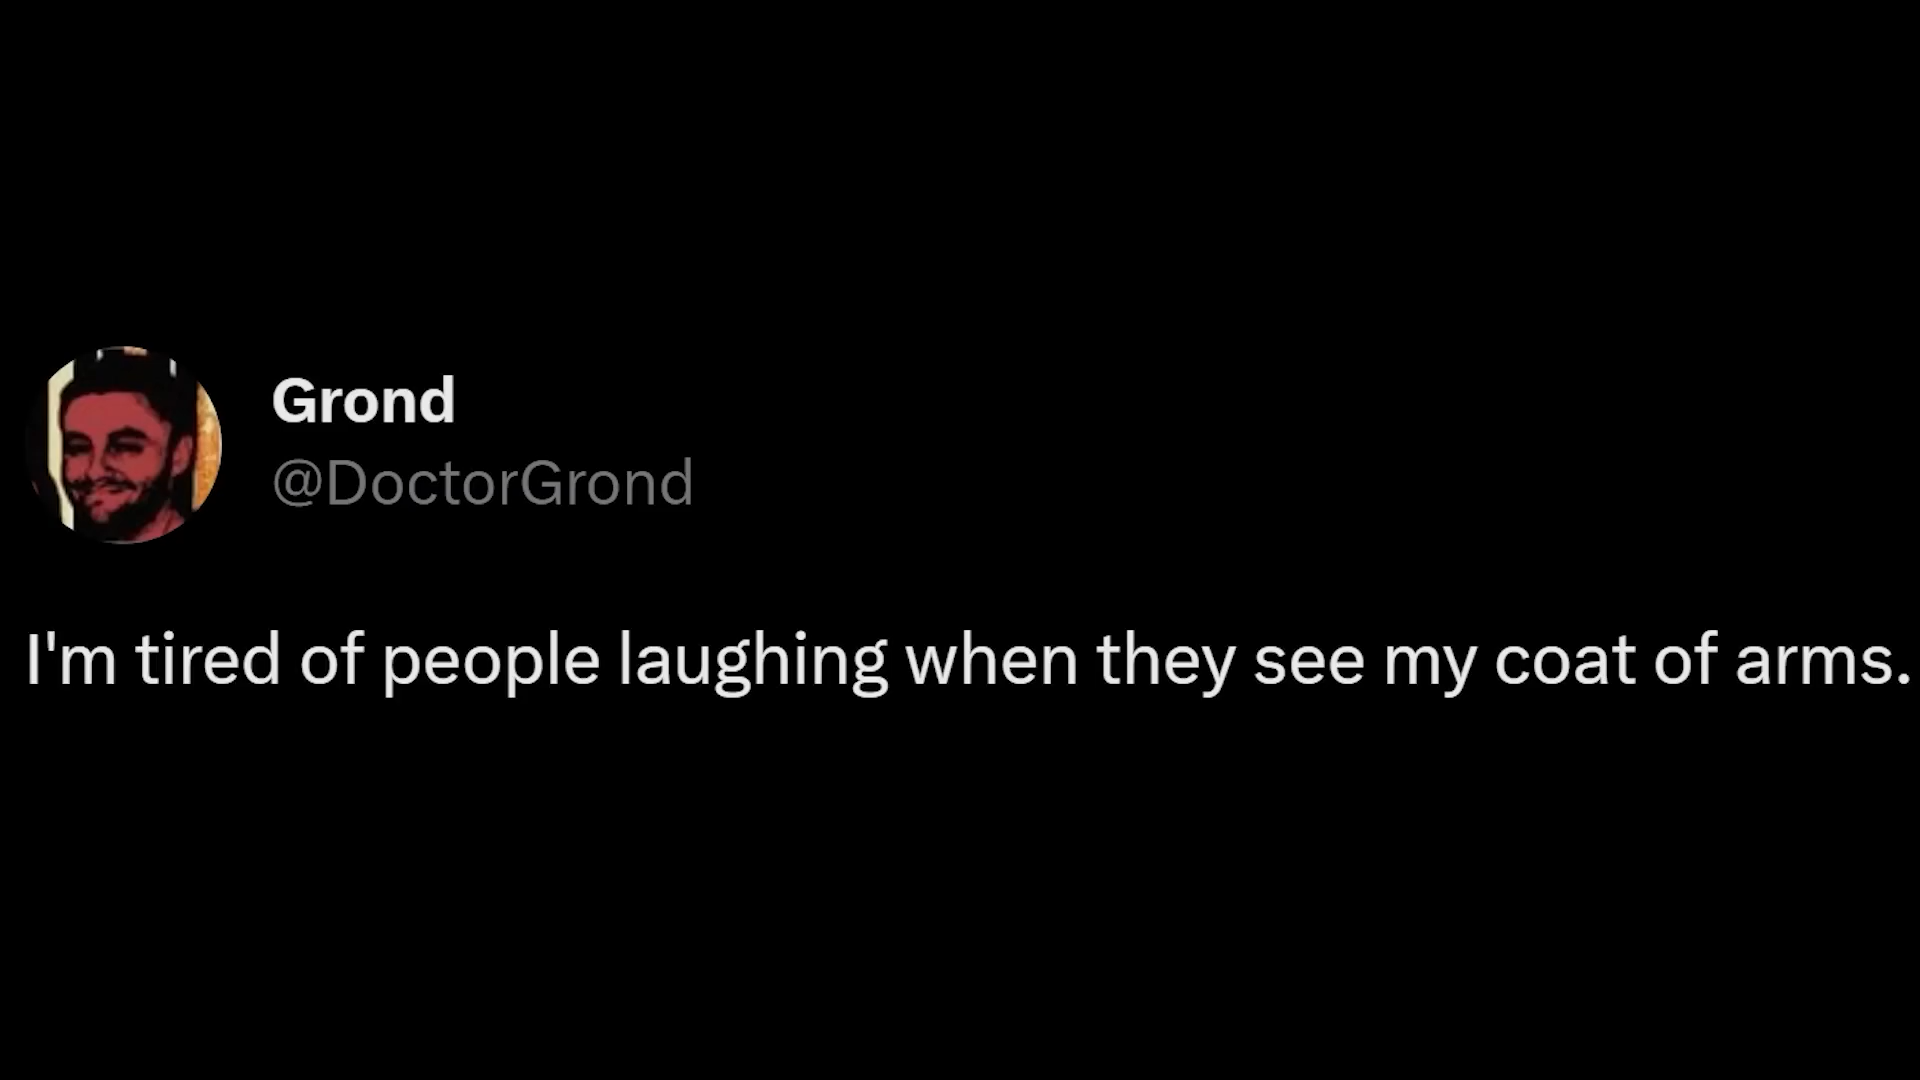 Grond
@DoctorGrond
I'm tired of people laughing when they see my coat of arms.